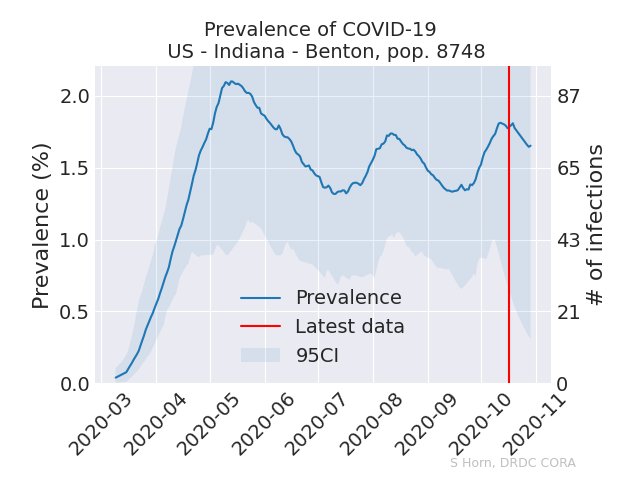 Prevalence of COVID-19
US - Indiana - Benton, pop. 8748
Prevalence (%)
2.0
1.5
1.0
0.5
0.0
87
65
43
21
0
# of infections
Prevalence
Latest data
95CI
2020-03
2020-04
2020-05
2020-06
2020-07
2020-08
2020-09
2020-10
2020-11
S Horn, DRDC CORA